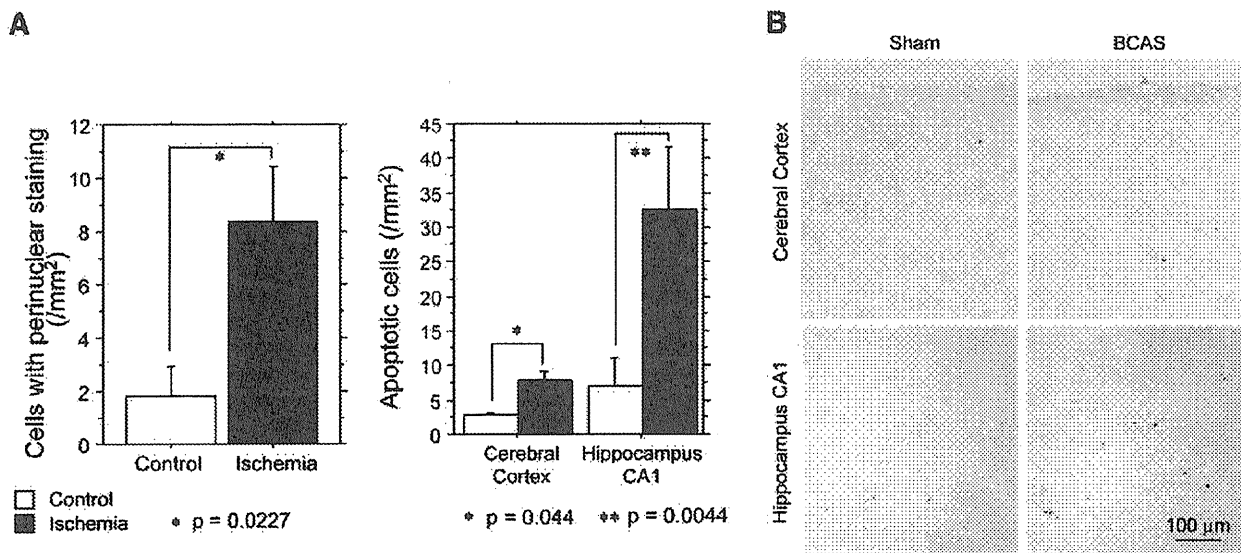 A
Cells with perinuclear staining
(/mm²)
12
10
8
6
4
2
0
*
Control
Ischemia
Control
Ischemia
* p = 0.0227
Apoptotic cells (/mm²)
45
40
35
30
25
20
15
10
5
0
*
**
Cerebral
Cortex
Hippocampus
CA1
* p = 0.044
** p = 0.0044
B
Sham
BCAS
Cerebral Cortex
Hippocampus CA1
100 μm